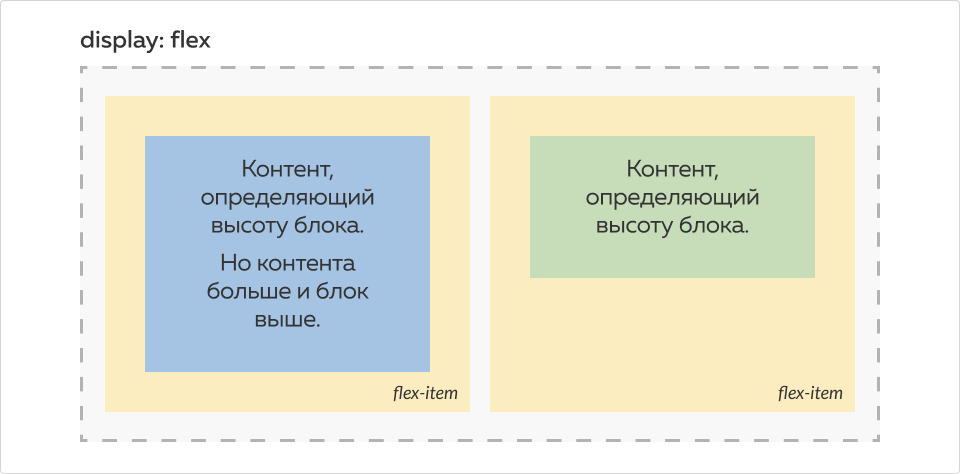 display: flex
Контент,
определяющий
высоту блока.
Но контента
больше и блок
выше.
flex-item
Контент,
определяющий
высоту блока.
flex-item